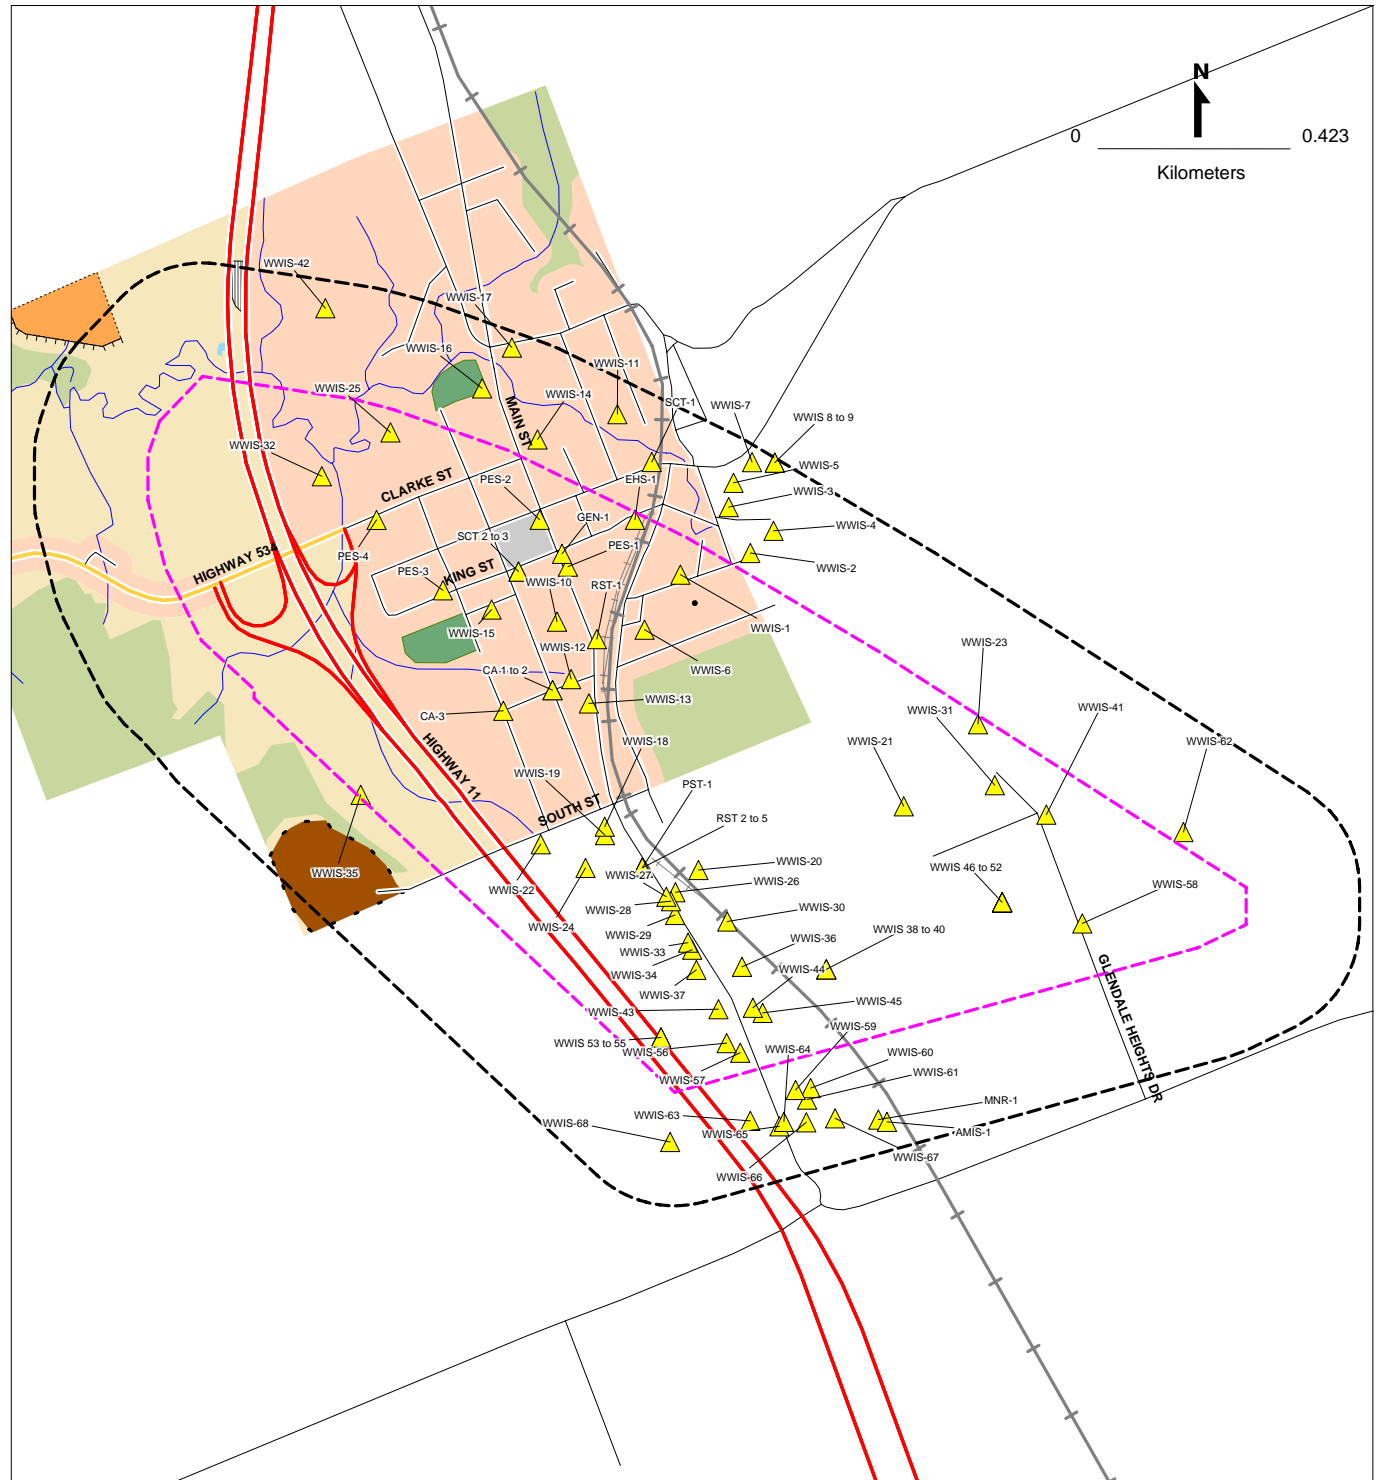 N
0 0.423
Kilometers
WWIS-42
WWIS-17
WWIS-16
WWIS-11
WWIS-25
WWIS-14
SCT-1
WWIS-7
WWIS 8 to 9
MAIN ST
WWIS-32
WWIS-5
CLARKE ST
PES-2
EHS-1
WWIS-3
GEN-1
WWIS-4
SCT 2 to 3
PES-1
PES-4
HIGHWAY 534
PES-3
KING ST
WWIS-10
RST-1
WWIS-2
WWIS-15
WWIS-1
WWIS-12
WWIS-6
WWIS-23
CA-1 to 2
WWIS-13
CA-3
WWIS-31
WWIS-41
WWIS-18
WWIS-21
WWIS-62
HIGHWAY 11
WWIS-19
PST-1
SOUTH ST
RST 2 to 5
WWIS-35
WWIS-27
WWIS-20
WWIS 46 to 52
WWIS-22
WWIS-26
WWIS-58
WWIS-28
WWIS-30
WWIS-24
WWIS-29
WWIS 38 to 40
WWIS-33
WWIS-36
WWIS-34
WWIS-44
WWIS-37
WWIS-43
WWIS-45
GLENDALE HEIGHTS DR
WWIS-59
WWIS 53 to 55
WWIS-56
WWIS-64
WWIS-60
WWIS-57
WWIS-61
MNR-1
WWIS-63
WWIS-68
WWIS-65
AMIS-1
WWIS-67
WWIS-66